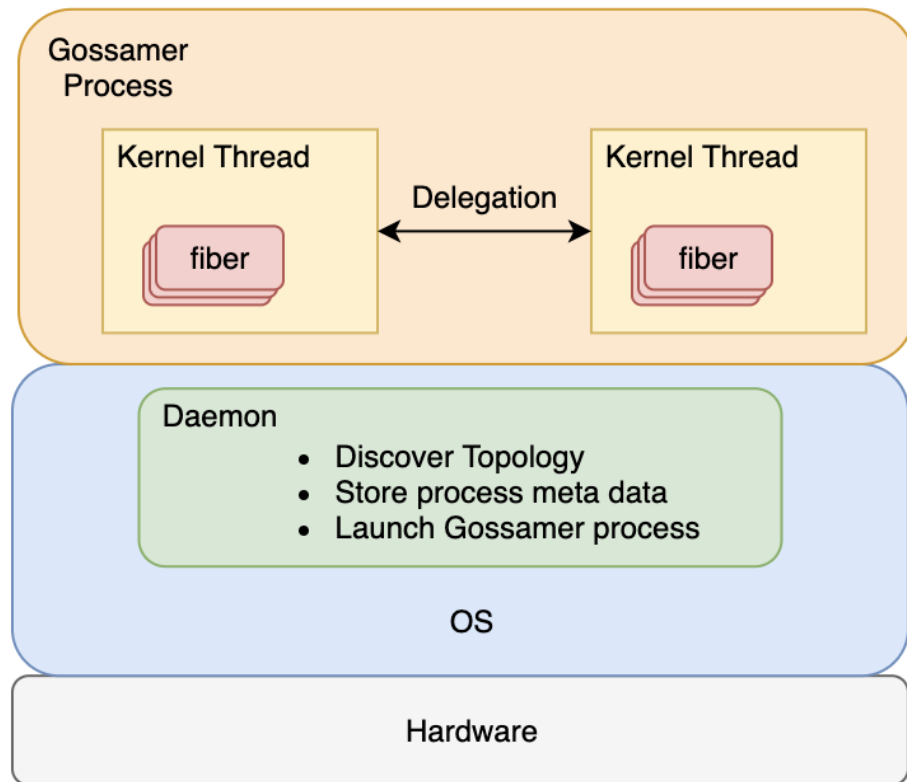 Gossamer
Process
Kernel Thread
Kernel Thread
Delegation
fiber
fiber
Daemon
• Discover Topology
• Store process meta data
• Launch Gossamer process
OS
Hardware